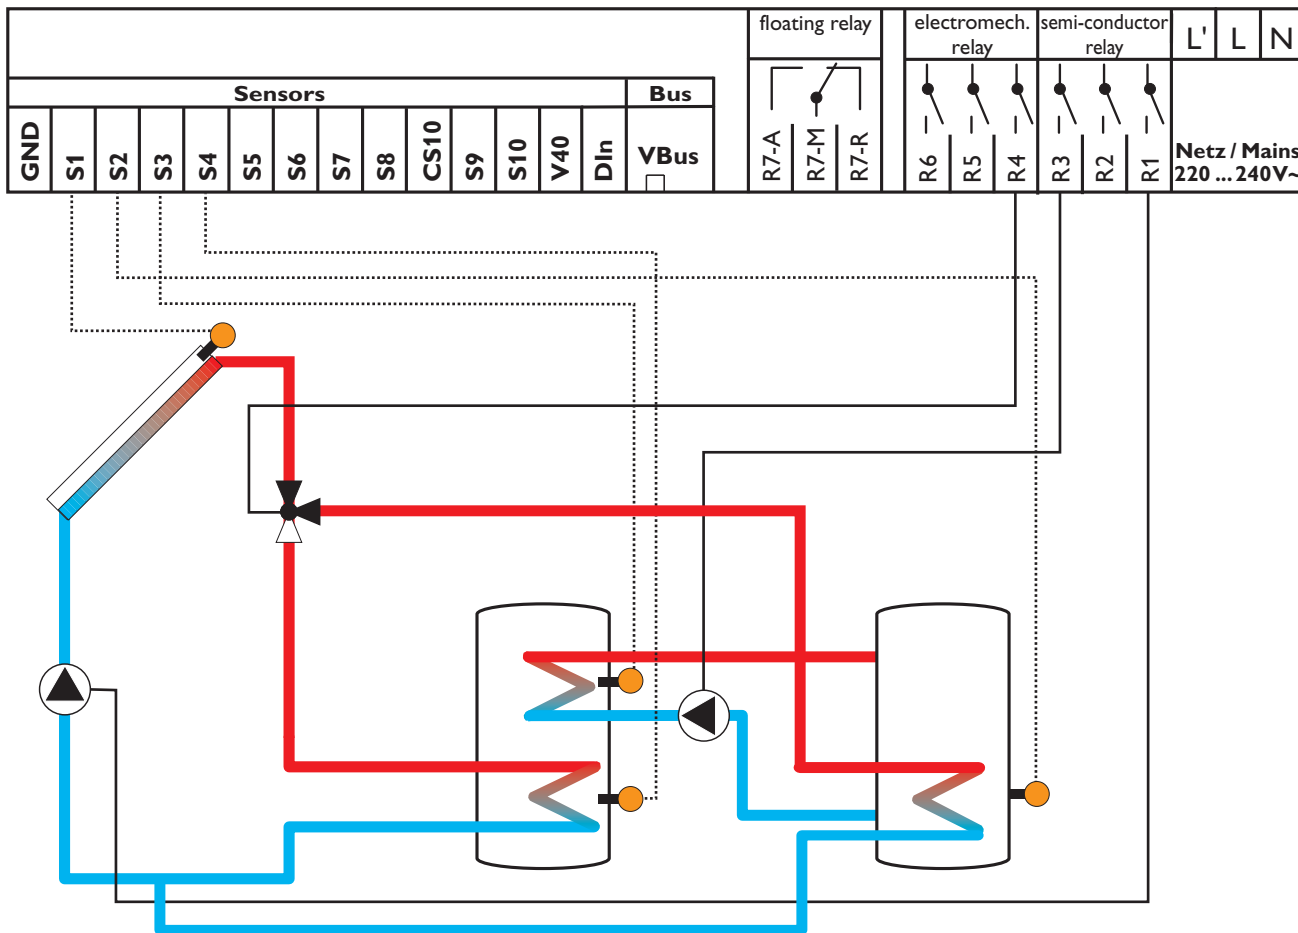 floating relay
electromech.
relay
semi-conductor
relay
L' L N
Sensors
Bus
GND
S1
S2
S3
S4
S5
S6
S7
S8
CS10
S9
S10
V40
DIn
VBus
R7-A
R7-M
R7-R
R6
R5
R4
R3
R2
R1
Netz / Mains
220 ... 240V~